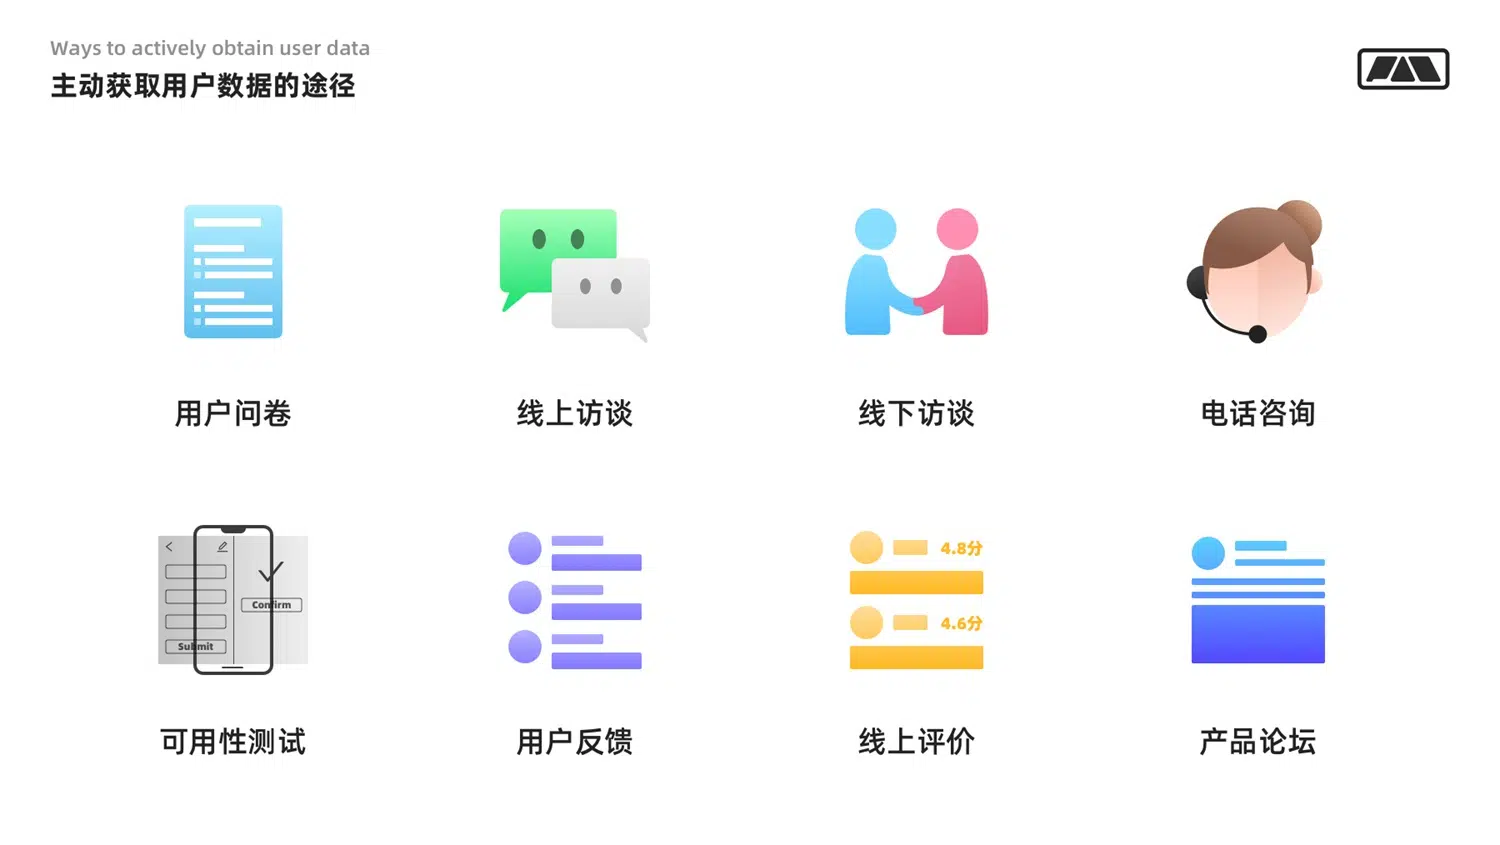 Ways to actively obtain user data
主动获取用户数据的途径
用户问卷
线上访谈
线下访谈
电话咨询
Submit
Confirm
4.8分
4.6分
可用性测试
用户反馈
线上评价
产品论坛